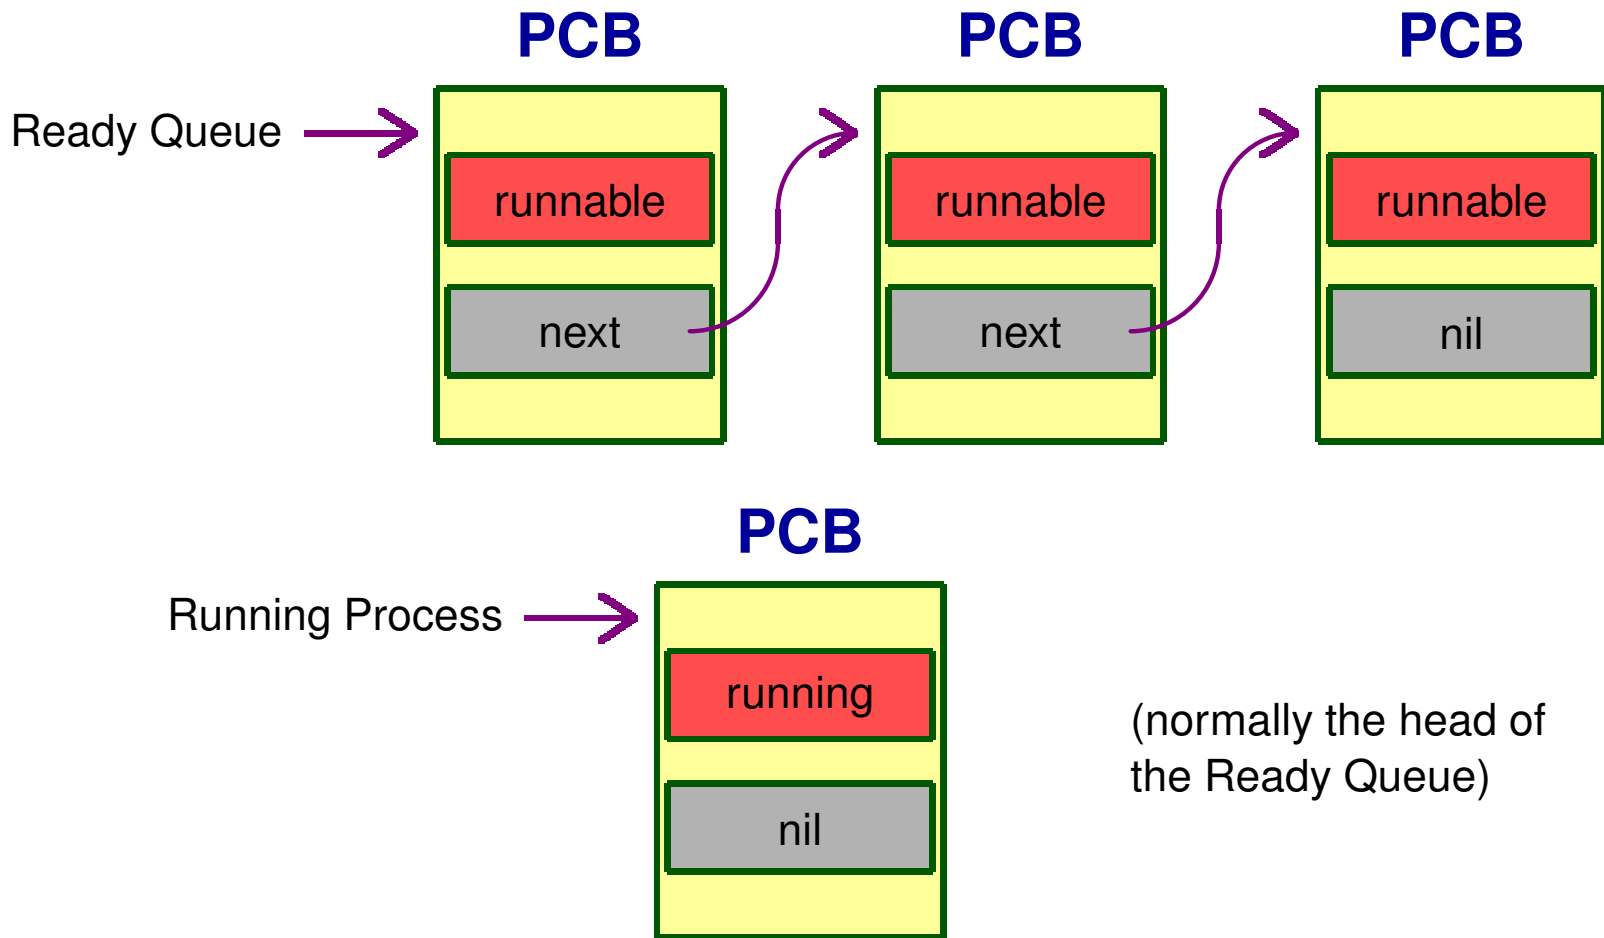 PCB
PCB
PCB
Ready Queue
runnable
runnable
runnable
next
next
nil
PCB
Running Process
running
(normally the head of
the Ready Queue)
nil